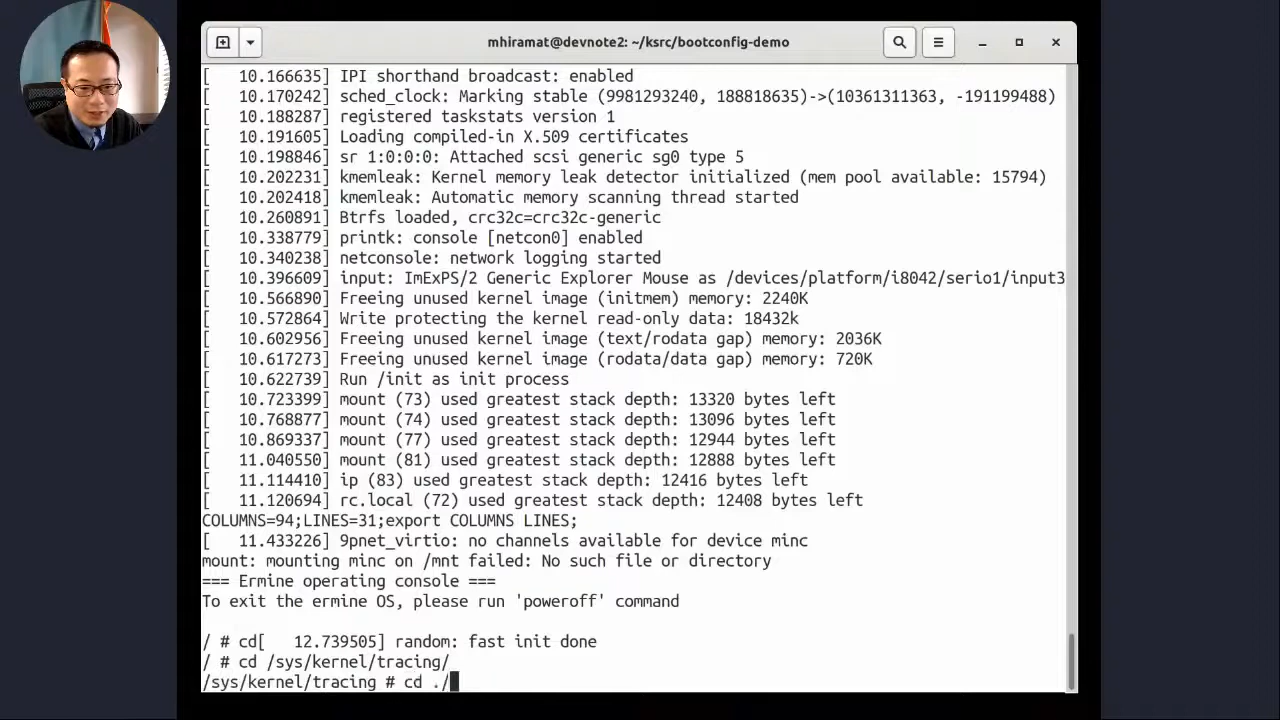 mhiramat@devnote2: ~/ksrc/bootconfig-demo
[   10.166635] IPI shorthand broadcast: enabled
[   10.170242] sched_clock: Marking stable (9981293240, 188818635)->(10361311363, -191199488)
[   10.188287] registered taskstats version 1
[   10.191605] Loading compiled-in X.509 certificates
[   10.198846] sr 1:0:0:0: Attached scsi generic sg0 type 5
[   10.202231] kmemleak: Kernel memory leak detector initialized (mem pool available: 15794)
[   10.202418] kmemleak: Automatic memory scanning thread started
[   10.260891] Btrfs loaded, crc32c=crc32c-generic
[   10.338779] printk: console [netcon0] enabled
[   10.340238] netconsole: network logging started
[   10.396609] input: ImExPS/2 Generic Explorer Mouse as /devices/platform/i8042/serio1/input3
[   10.566890] Freeing unused kernel image (initmem) memory: 2240K
[   10.572864] Write protecting the kernel read-only data: 18432k
[   10.602956] Freeing unused kernel image (text/rodata gap) memory: 2036K
[   10.617273] Freeing unused kernel image (rodata/data gap) memory: 720K
[   10.622739] Run /init as init process
[   10.723399] mount (73) used greatest stack depth: 13320 bytes left
[   10.768877] mount (74) used greatest stack depth: 13096 bytes left
[   10.869337] mount (77) used greatest stack depth: 12944 bytes left
[   11.040550] mount (81) used greatest stack depth: 12888 bytes left
[   11.114410] ip (83) used greatest stack depth: 12416 bytes left
[   11.120694] rc.local (72) used greatest stack depth: 12408 bytes left
COLUMNS=94;LINES=31;export COLUMNS LINES;
[   11.433226] 9pnet_virtio: no channels available for device minc
mount: mounting minc on /mnt failed: No such file or directory
=== Ermine operating console ===
To exit the ermine OS, please run 'poweroff' command
/ # cd[   12.739505] random: fast init done
/ # cd /sys/kernel/tracing/
/sys/kernel/tracing # cd ./